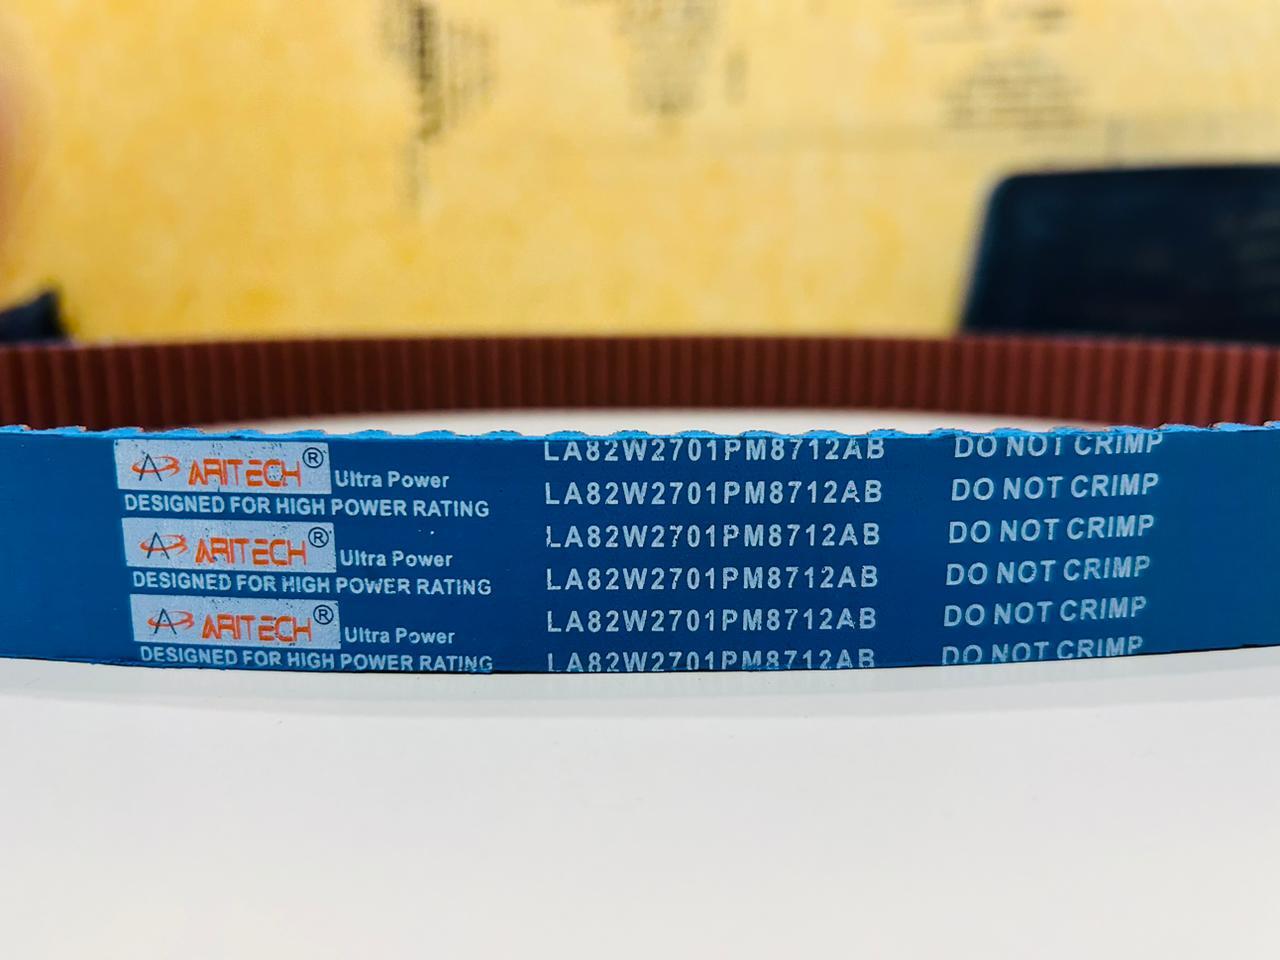 ARITECH® Ultra Power LA82W2701PM8712AB DO NOT CRIMP
DESIGNED FOR HIGH POWER RATING LA82W2701PM8712AB DO NOT CRIMP
ARITECH® Ultra Power LA82W2701PM8712AB DO NOT CRIMP
DESIGNED FOR HIGH POWER RATING LA82W2701PM8712AB DO NOT CRIMP
ARITECH® Ultra Power LA82W2701PM8712AB DO NOT CRIMP
DESIGNED FOR HIGH POWER RATING LA82W2701PM8712AB DO NOT CRIMP